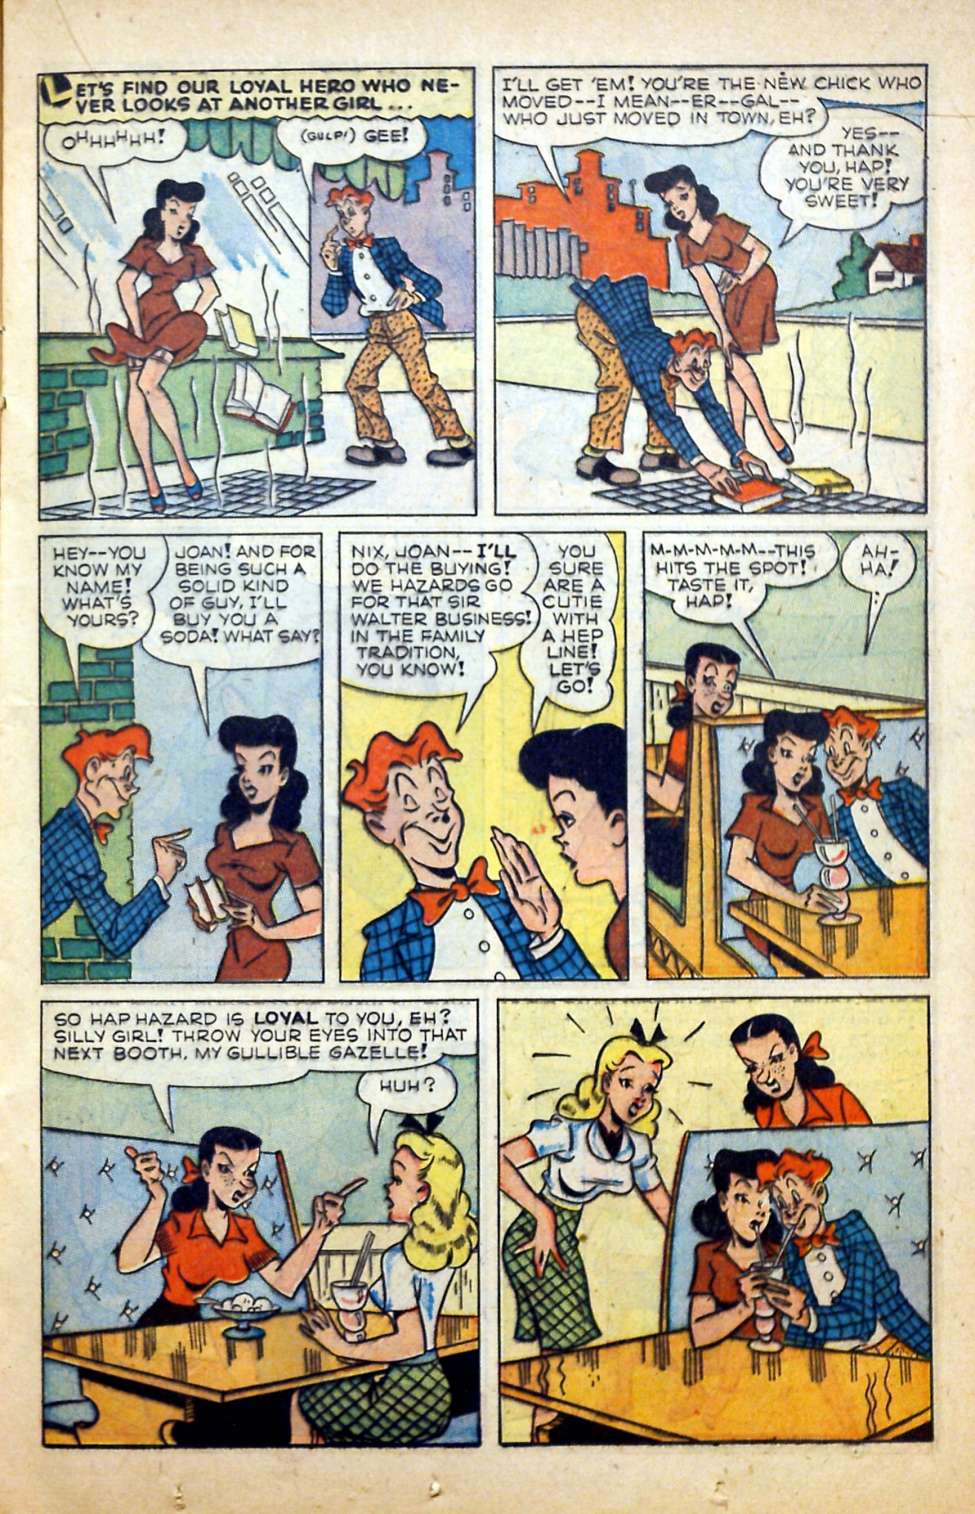 LET'S FIND OUR LOYAL HERO WHO NE-
VER LOOKS AT ANOTHER GIRL...
OHHHHHH!
(GULP!) GEE!
I'LL GET 'EM! YOU'RE THE NEW CHICK WHO
MOVED--I MEAN--ER--GAL--
WHO JUST MOVED IN TOWN, EH?
YES--
AND THANK
YOU, HAP!
YOU'RE VERY
SWEET!
HEY--YOU
KNOW MY
NAME!
WHAT'S
YOURS?
JOAN! AND FOR
BEING SUCH A
SOLID KIND
OF GUY, I'LL
BUY YOU A
SODA! WHAT SAY?
NIX, JOAN--I'LL
DO THE BUYING!
WE HAZARDS GO
FOR THAT SIR
WALTER BUSINESS!
IN THE FAMILY
TRADITION,
YOU KNOW!
YOU
SURE
ARE A
CUTIE
WITH
A HEP
LINE!
LET'S
GO!
M-M-M-M-M--THIS
HITS THE SPOT!
TASTE IT,
HAP!
AH-
HA!
SO HAP HAZARD IS LOYAL TO YOU, EH?
SILLY GIRL! THROW YOUR EYES INTO THAT
NEXT BOOTH, MY GULLIBLE GAZELLE!
HUH?